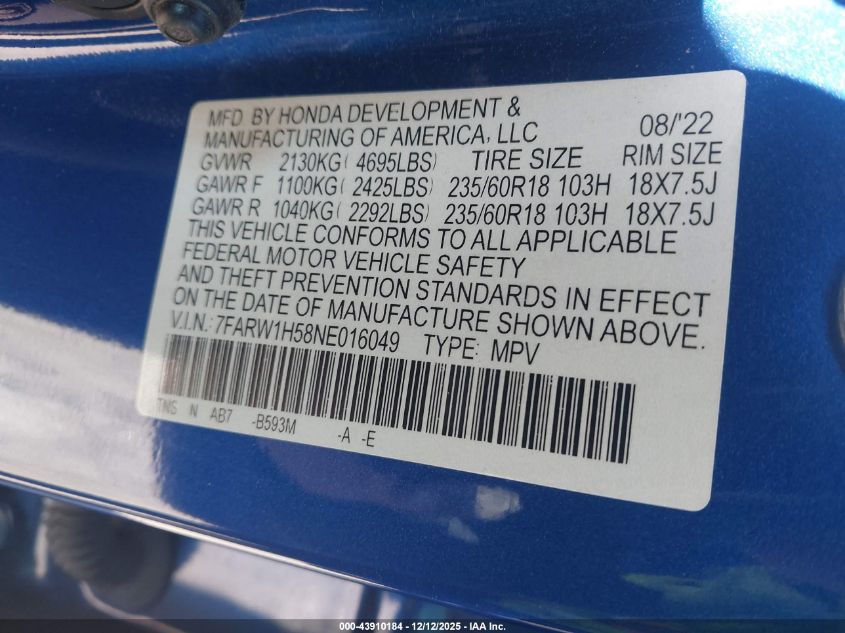 MFD. BY HONDA DEVELOPMENT &
MANUFACTURING OF AMERICA, LLC 08/'22
GVWR 2130KG( 4695LBS) TIRE SIZE RIM SIZE
GAWR F 1100KG( 2425LBS) 235/60R18 103H 18X7.5J
GAWR R 1040KG( 2292LBS) 235/60R18 103H 18X7.5J
THIS VEHICLE CONFORMS TO ALL APPLICABLE
FEDERAL MOTOR VEHICLE SAFETY
AND THEFT PREVENTION STANDARDS IN EFFECT
ON THE DATE OF MANUFACTURE SHOWN ABOVE.
V.I.N.: 7FARW1H58NE016049 TYPE: MPV
TNS N AB7 -B593M -A -E
000-43910184 - 12/12/2025 - IAA Inc.